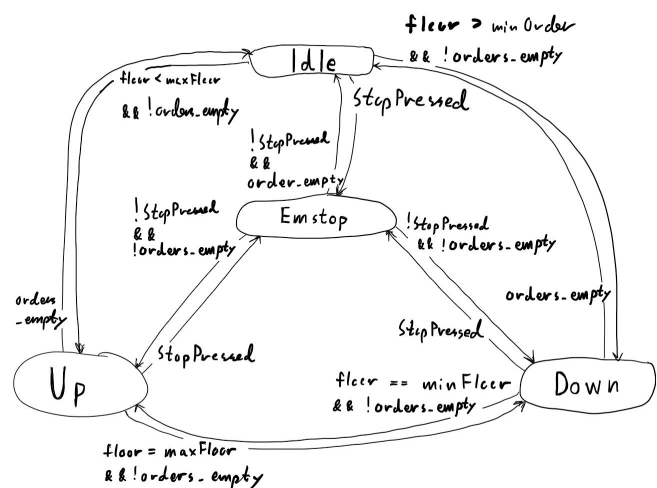 floor > minOrder
&& !orders_empty
Idle
floor < maxFloor
&& !orders_empty
StopPressed
!StopPressed
&&
order_empty
!StopPressed
&&
!orders_empty
Emstop
!StopPressed
&& !orders_empty
orders
_empty
orders_empty
StopPressed
StopPressed
Up
floor == minFloor
&& !orders_empty
Down
floor = maxFloor
&& !orders_empty